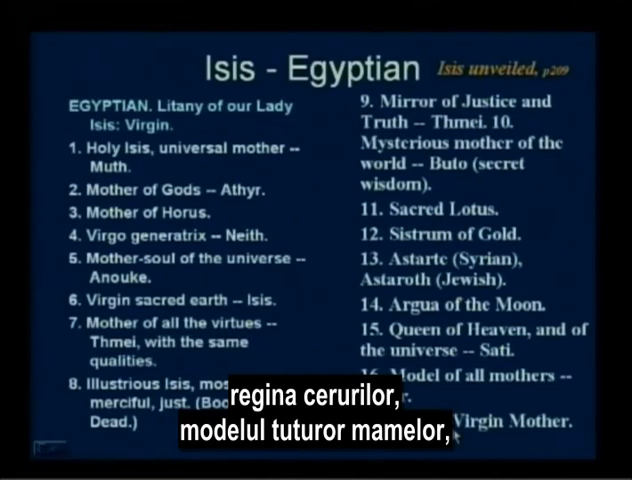 Isis - Egyptian Isis unveiled, p209
EGYPTIAN. Litany of our Lady
Isis: Virgin.
1. Holy Isis, universal mother --
Muth.
2. Mother of Gods -- Athyr.
3. Mother of Horus.
4. Virgo generatrix -- Neith.
5. Mother-soul of the universe --
Anouke.
6. Virgin sacred earth -- Isis.
7. Mother of all the virtues --
Thmei, with the same
qualities.
8. Illustrious Isis,
merciful, just.
Dead.)
9. Mirror of Justice and
Truth -- Thmei. 10.
Mysterious mother of the
world -- Buto (secret
wisdom).
11. Sacred Lotus.
12. Sistrum of Gold.
13. Astarte (Syrian),
Astaroth (Jewish).
14. Argua of the Moon.
15. Queen of Heaven, and of
the universe -- Sati.
16. Model of all mothers --
Virgin Mother.
regina cerurilor,
modelul tuturor mamelor,